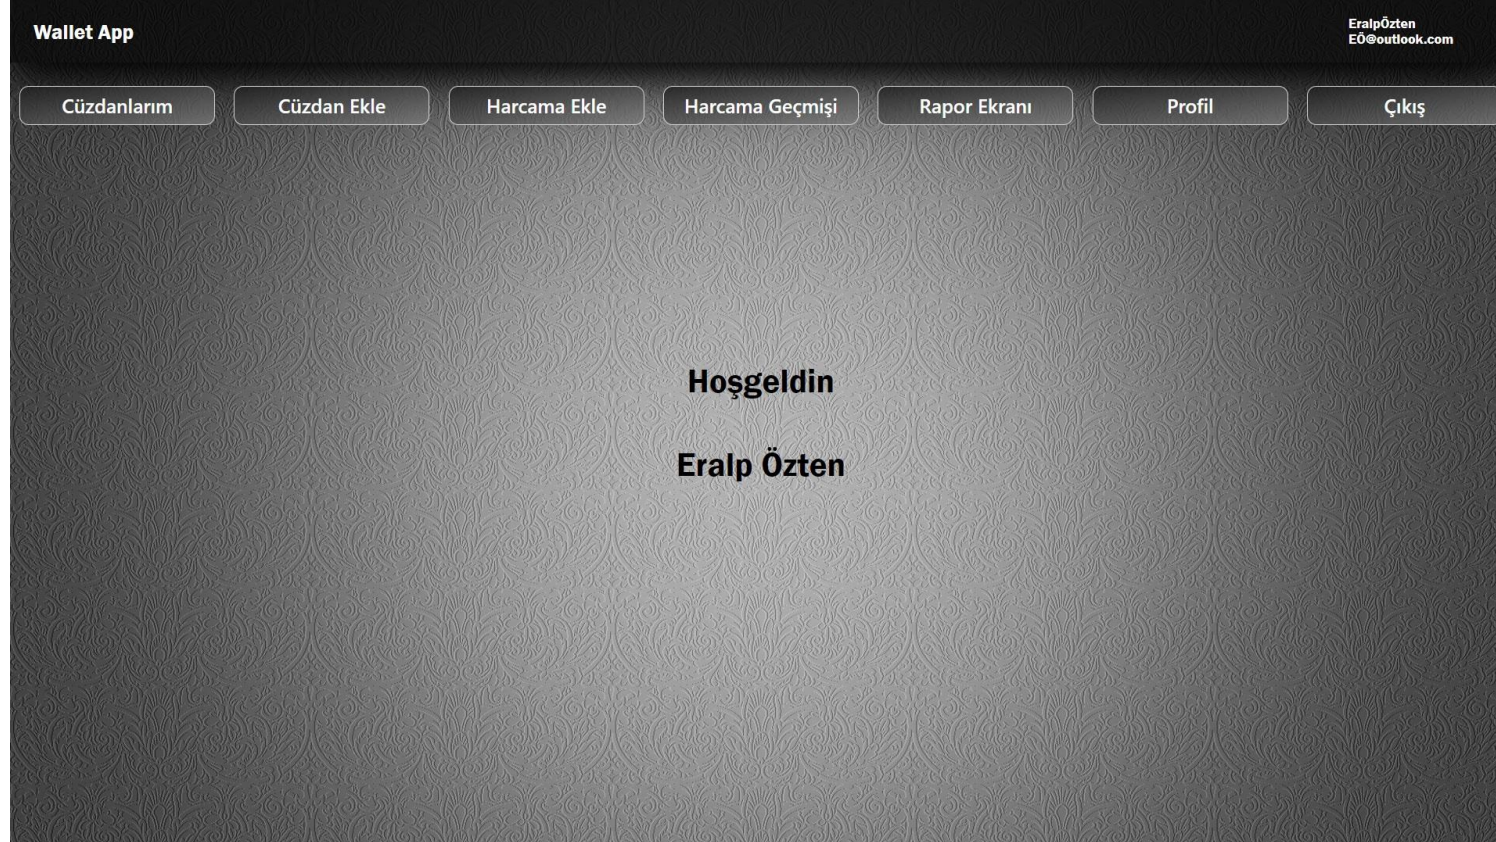 Wallet App
EralpÖzten
EÖ@outlook.com
Cüzdanlarım
Cüzdan Ekle
Harcama Ekle
Harcama Geçmişi
Rapor Ekranı
Profil
Çıkış
Hoşgeldin
Eralp Özten